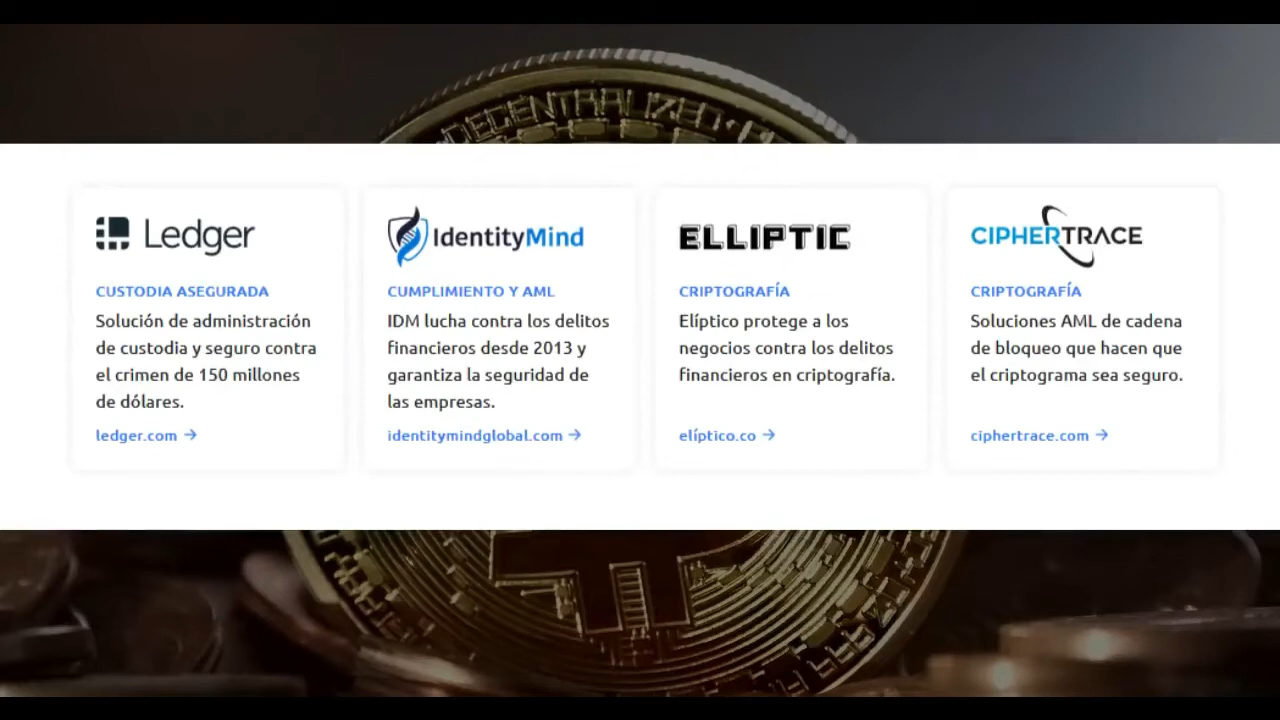 DECENTRALIZED
Ledger
CUSTODIA ASEGURADA
Solución de administración
de custodia y seguro contra
el crimen de 150 millones
de dólares.
ledger.com →
IdentityMind
CUMPLIMIENTO Y AML
IDM lucha contra los delitos
financieros desde 2013 y
garantiza la seguridad de
las empresas.
identitymindglobal.com →
ELLIPTIC
CRIPTOGRAFÍA
Elíptico protege a los
negocios contra los delitos
financieros en criptografía.
elíptico.co →
CIPHERTRACE
CRIPTOGRAFÍA
Soluciones AML de cadena
de bloqueo que hacen que
el criptograma sea seguro.
ciphertrace.com →